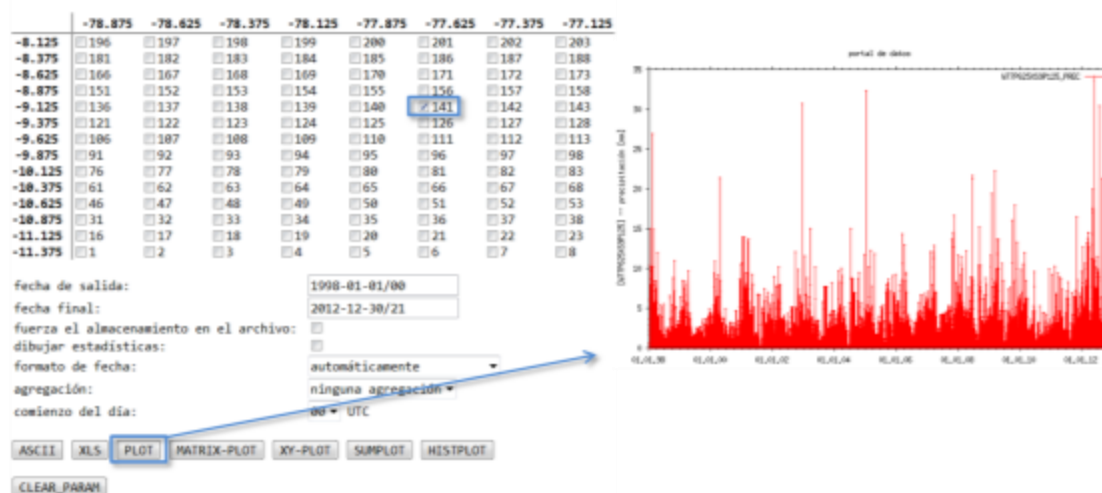 -78.875 -78.625 -78.375 -78.125 -77.875 -77.625 -77.375 -77.125
-8.125 196 197 198 199 200 201 202 203
-8.375 181 182 183 184 185 186 187 188
-8.625 166 167 168 169 170 171 172 173
-8.875 151 152 153 154 155 156 157 158
-9.125 136 137 138 139 140 141 142 143
-9.375 121 122 123 124 125 126 127 128
-9.625 106 107 108 109 110 111 112 113
-9.875 91 92 93 94 95 96 97 98
-10.125 76 77 78 79 80 81 82 83
-10.375 61 62 63 64 65 66 67 68
-10.625 46 47 48 49 50 51 52 53
-10.875 31 32 33 34 35 36 37 38
-11.125 16 17 18 19 20 21 22 23
-11.375 1 2 3 4 5 6 7 8
fecha de salida: 1998-01-01/00
fecha final: 2012-12-30/21
fuerza el almacenamiento en el archivo:
dibujar estadísticas:
formato de fecha: automáticamente
agregación: ninguna agregación
comienzo del día: 00 UTC
ASCII XLS PLOT MATRIX-PLOT XY-PLOT SUMPLOT HISTPLOT
CLEAR_PARAM
portal de datos
precipitación [mm]
35
30
25
20
15
10
5
0
01,01,98 01,01,00 01,01,02 01,01,04 01,01,06 01,01,08 01,01,10 01,01,12